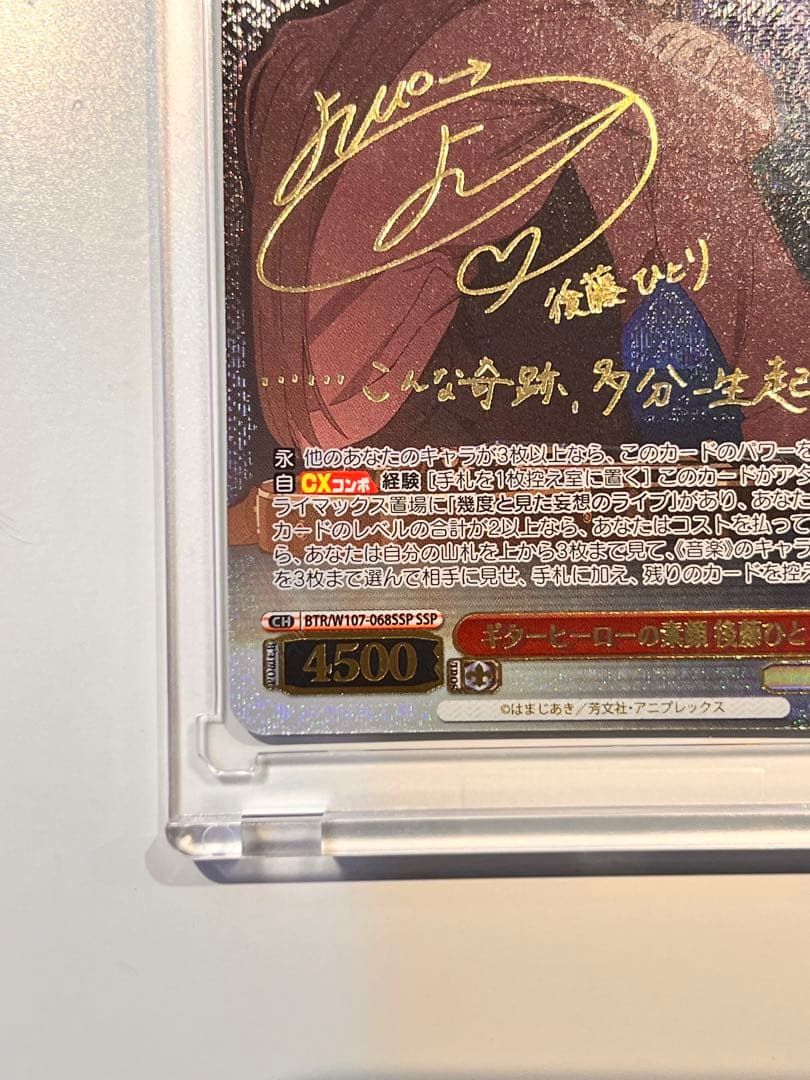 後藤ひとり
……こんな奇跡、多分一生起
永 他のあなたのキャラが3枚以上なら、このカードのパワーを
自 CXコンボ 経験 [手札を1枚控え室に置く] このカードがア
ライマックス置場に「幾度と見た妄想のライブ」があり、あなた
カードのレベルの合計が2以上なら、あなたはコストを払って
ら、あなたは自分の山札を上から3枚まで見て、《音楽》のキャラ
を3枚まで選んで相手に見せ、手札に加え、残りのカードを控え
CH BTR/W107-068SSP SSP
ギターヒーローの素顔 後藤ひと
4500
©はまじあき／芳文社・アニプレックス